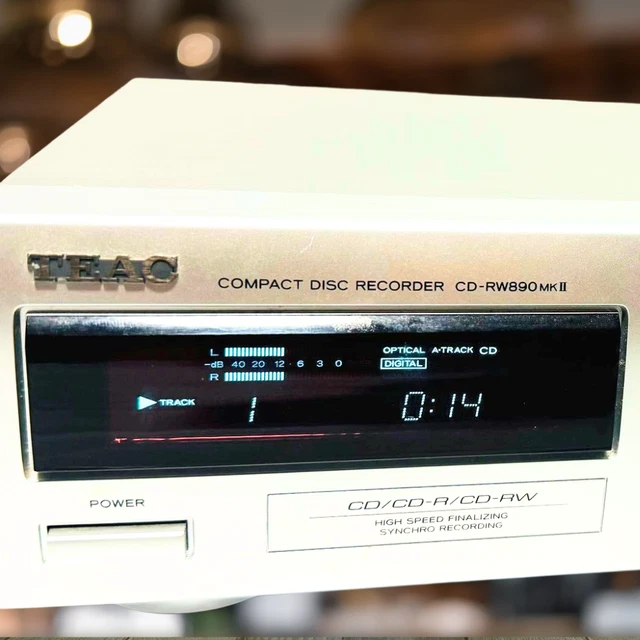 TEAC
COMPACT DISC RECORDER CD-RW890MKII
L
-dB 40 20 12 · 6 3 0
R
OPTICAL A·TRACK CD
DIGITAL
TRACK 1 0:14
POWER
CD/CD-R/CD-RW
HIGH SPEED FINALIZING
SYNCHRO RECORDING